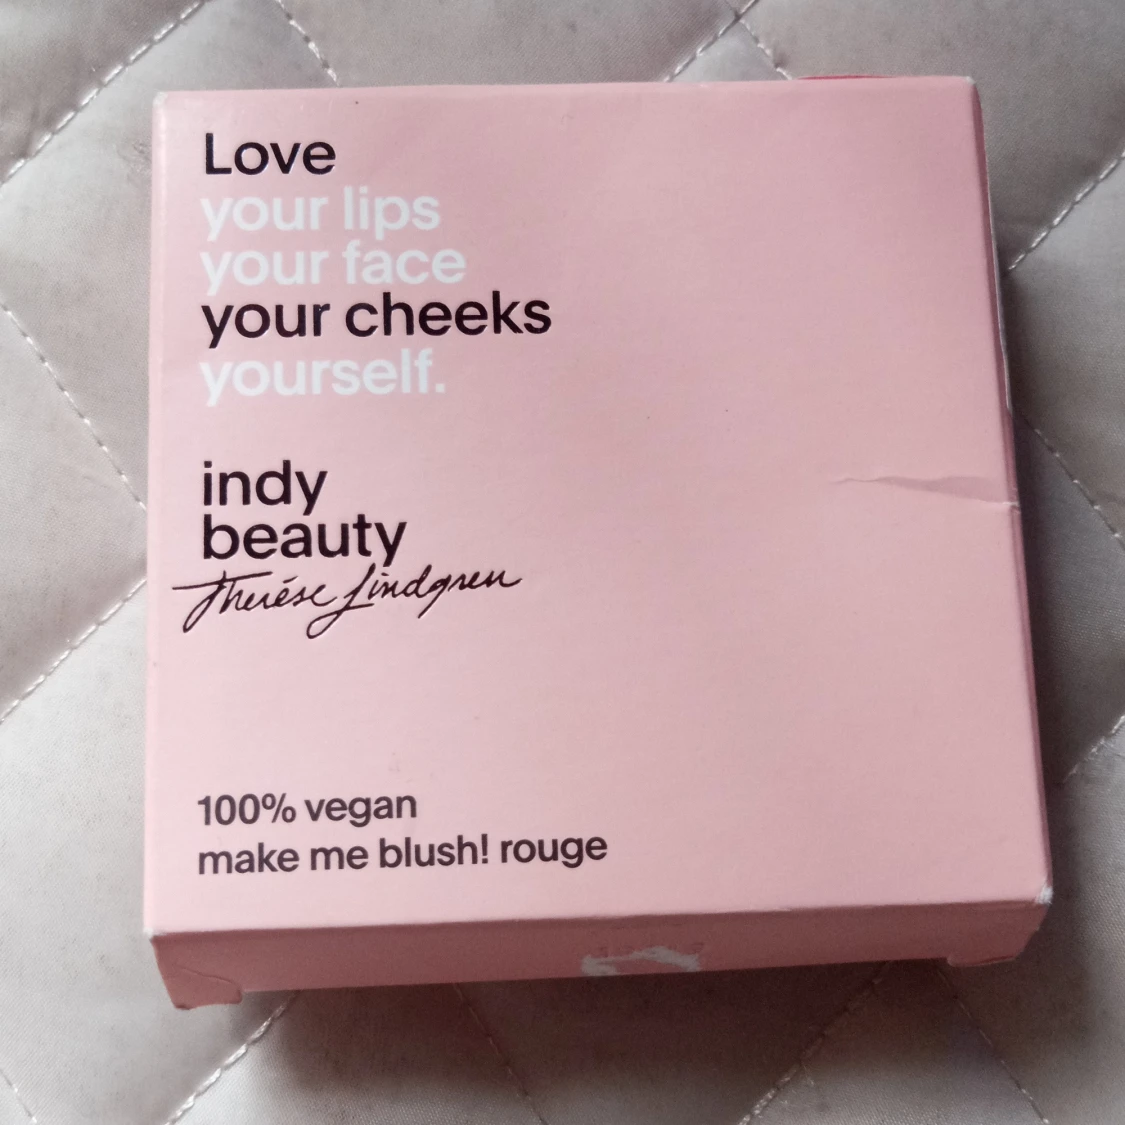 Love
your lips
your face
your cheeks
yourself.
indy
beauty
Therése Lindgren
100% vegan
make me blush! rouge